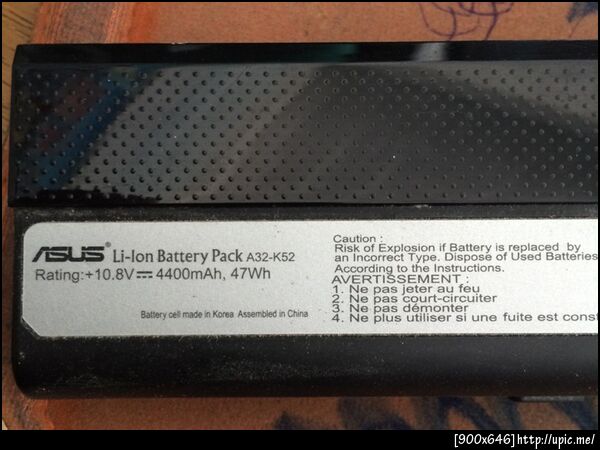 ASUS® Li-Ion Battery Pack A32-K52
Rating:+10.8V⎓ 4400mAh, 47Wh
Battery cell made in Korea Assembled in China
Caution :
Risk of Explosion if Battery is replaced by
an Incorrect Type. Dispose of Used Batteries
According to the Instructions.
AVERTISSEMENT :
1. Ne pas jeter au feu
2. Ne pas court-circuiter
3. Ne pas démonter
4. Ne plus utiliser si une fuite est const
[900x646]http://upic.me/